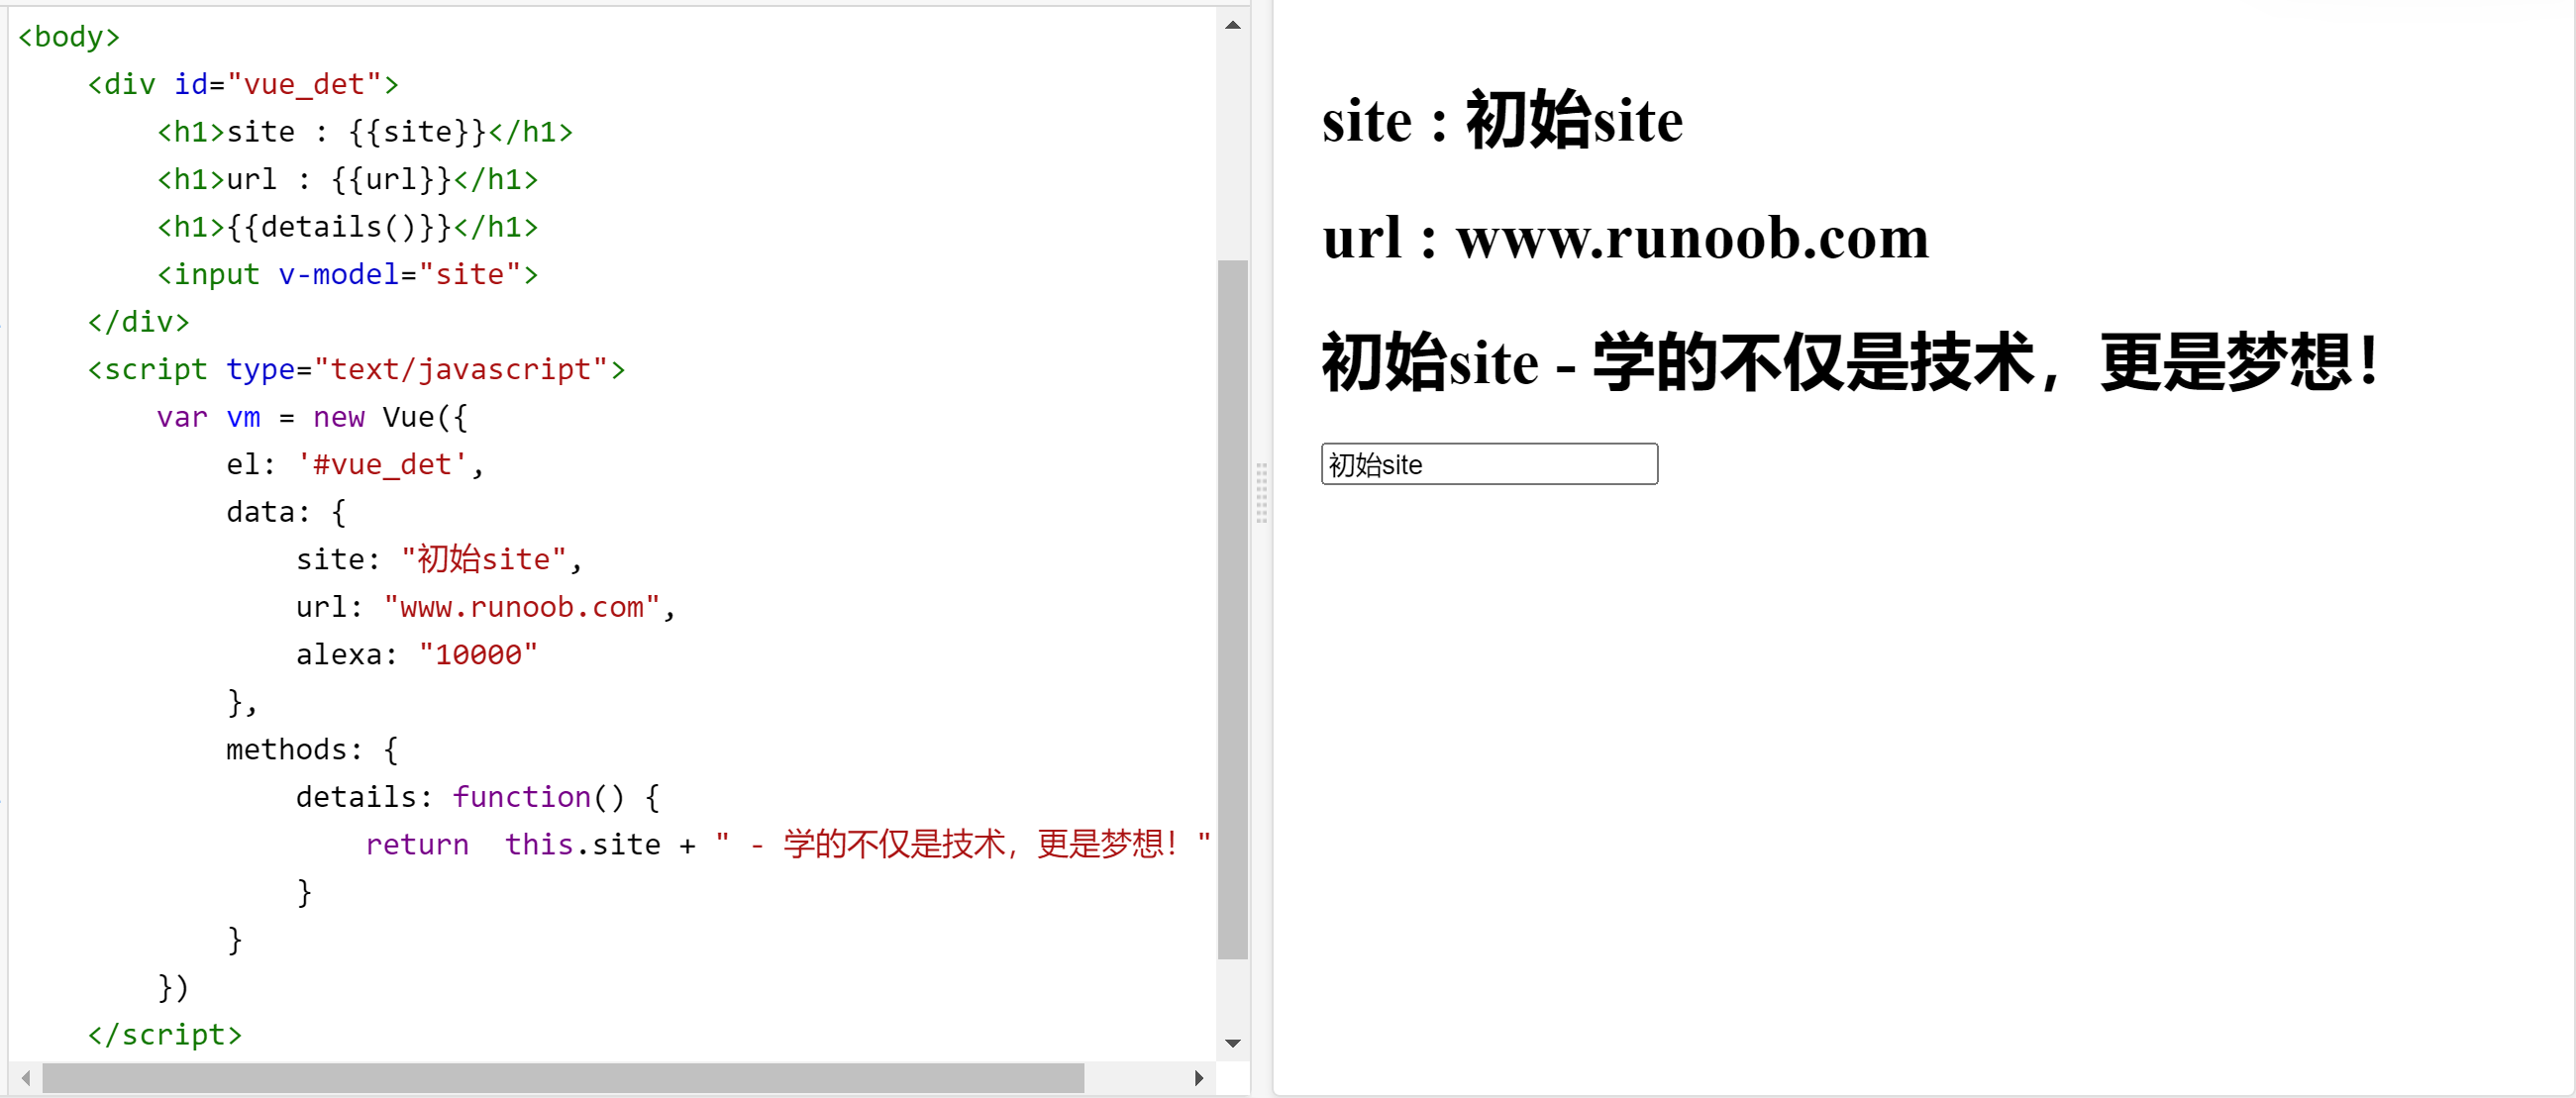 <body>
<div id="vue_det">
<h1>site : {{site}}</h1>
<h1>url : {{url}}</h1>
<h1>{{details()}}</h1>
<input v-model="site">
</div>
<script type="text/javascript">
var vm = new Vue({
el: '#vue_det',
data: {
site: "初始site",
url: "www.runoob.com",
alexa: "10000"
},
methods: {
details: function() {
return  this.site + " - 学的不仅是技术，更是梦想！"
}
}
})
</script>
site : 初始site
url : www.runoob.com
初始site - 学的不仅是技术，更是梦想！
初始site